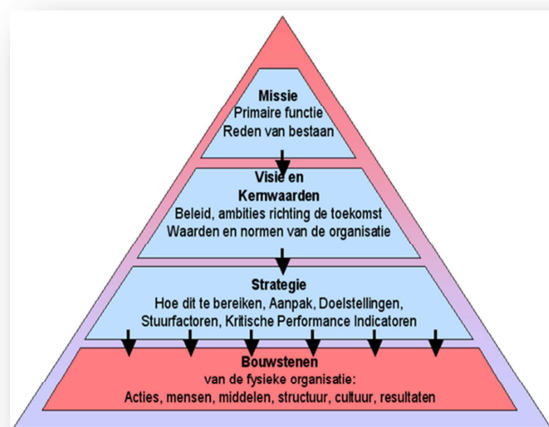 Missie
Primaire functie
Reden van bestaan
Visie en
Kernwaarden
Beleid, ambities richting de toekomst
Waarden en normen van de organisatie
Strategie
Hoe dit te bereiken, Aanpak, Doelstellingen,
Stuurfactoren, Kritische Performance Indicatoren
Bouwstenen
van de fysieke organisatie:
Acties, mensen, middelen, structuur, cultuur, resultaten